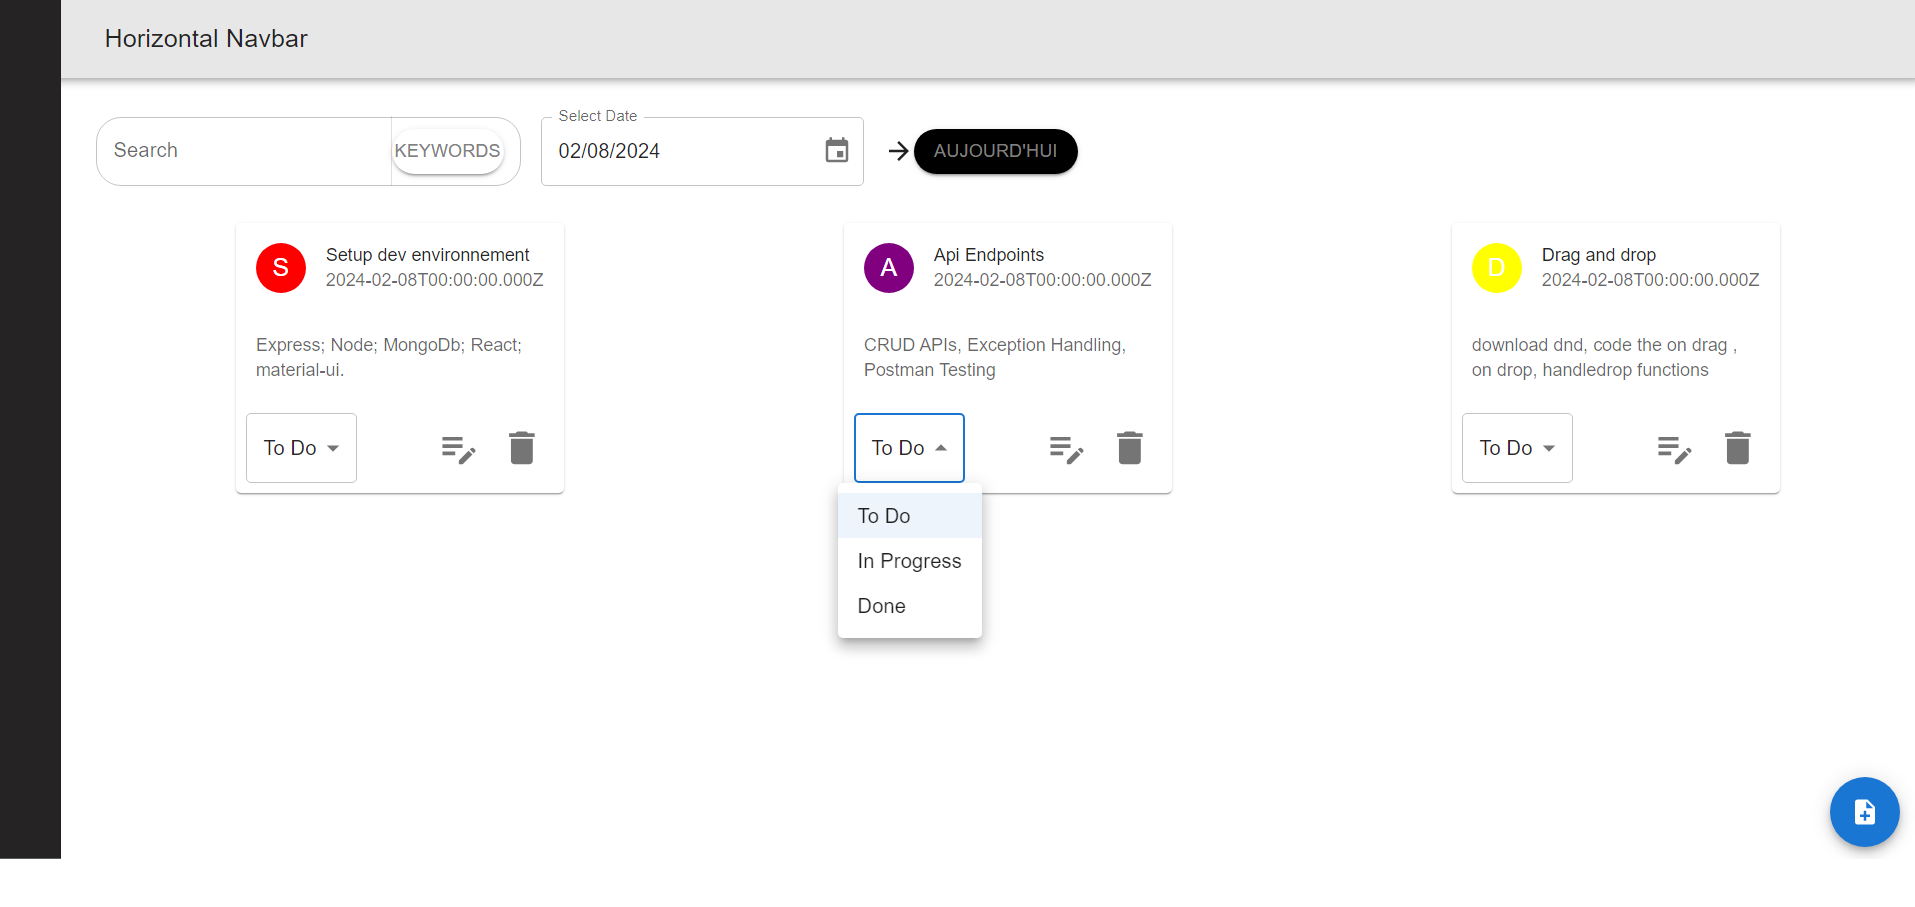 Horizontal Navbar
Search
KEYWORDS
Select Date
02/08/2024
AUJOURD'HUI
S
Setup dev environnement
2024-02-08T00:00:00.000Z
Express; Node; MongoDb; React;
material-ui.
To Do
A
Api Endpoints
2024-02-08T00:00:00.000Z
CRUD APIs, Exception Handling,
Postman Testing
To Do
To Do
In Progress
Done
D
Drag and drop
2024-02-08T00:00:00.000Z
download dnd, code the on drag ,
on drop, handledrop functions
To Do